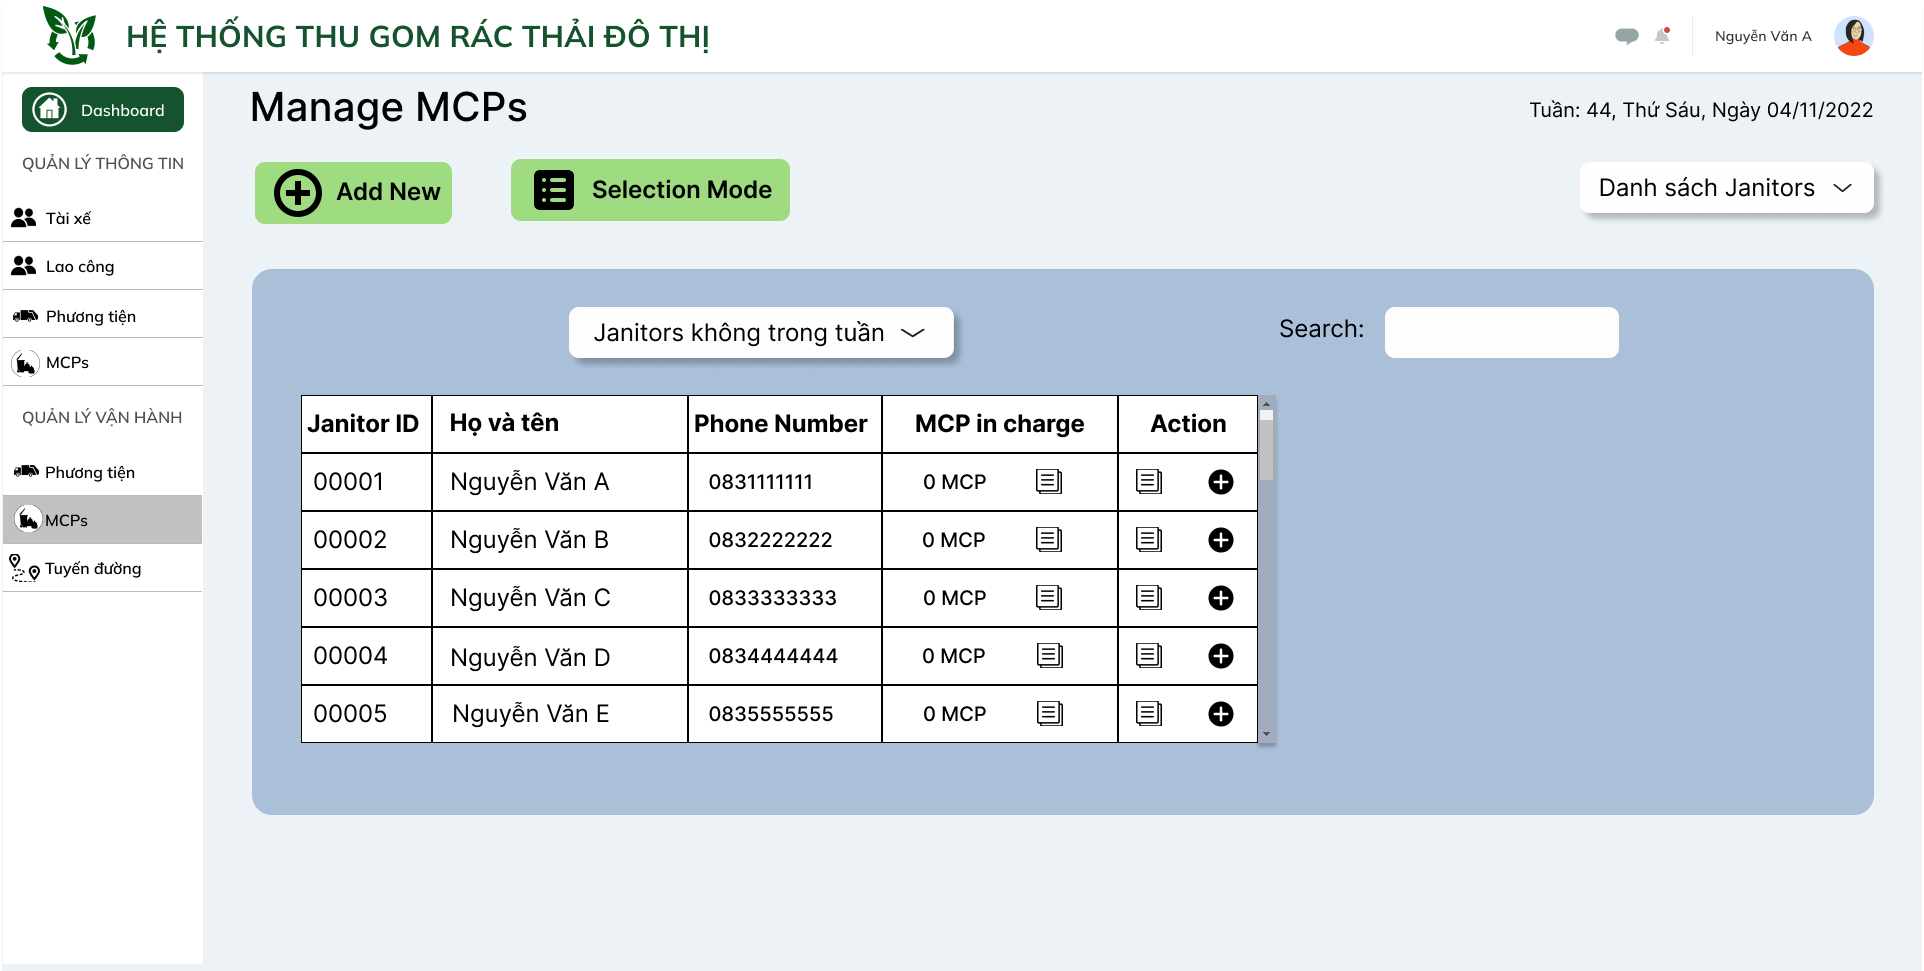 HỆ THỐNG THU GOM RÁC THẢI ĐÔ THỊ
Nguyễn Văn A
Dashboard
QUẢN LÝ THÔNG TIN
Tài xế
Lao công
Phương tiện
MCPs
QUẢN LÝ VẬN HÀNH
Phương tiện
MCPs
Tuyến đường
Manage MCPs
Tuần: 44, Thứ Sáu, Ngày 04/11/2022
Add New
Selection Mode
Danh sách Janitors
Janitors không trong tuần
Search:
Janitor ID Họ và tên Phone Number MCP in charge Action
00001 Nguyễn Văn A 0831111111 0 MCP
00002 Nguyễn Văn B 0832222222 0 MCP
00003 Nguyễn Văn C 0833333333 0 MCP
00004 Nguyễn Văn D 0834444444 0 MCP
00005 Nguyễn Văn E 0835555555 0 MCP